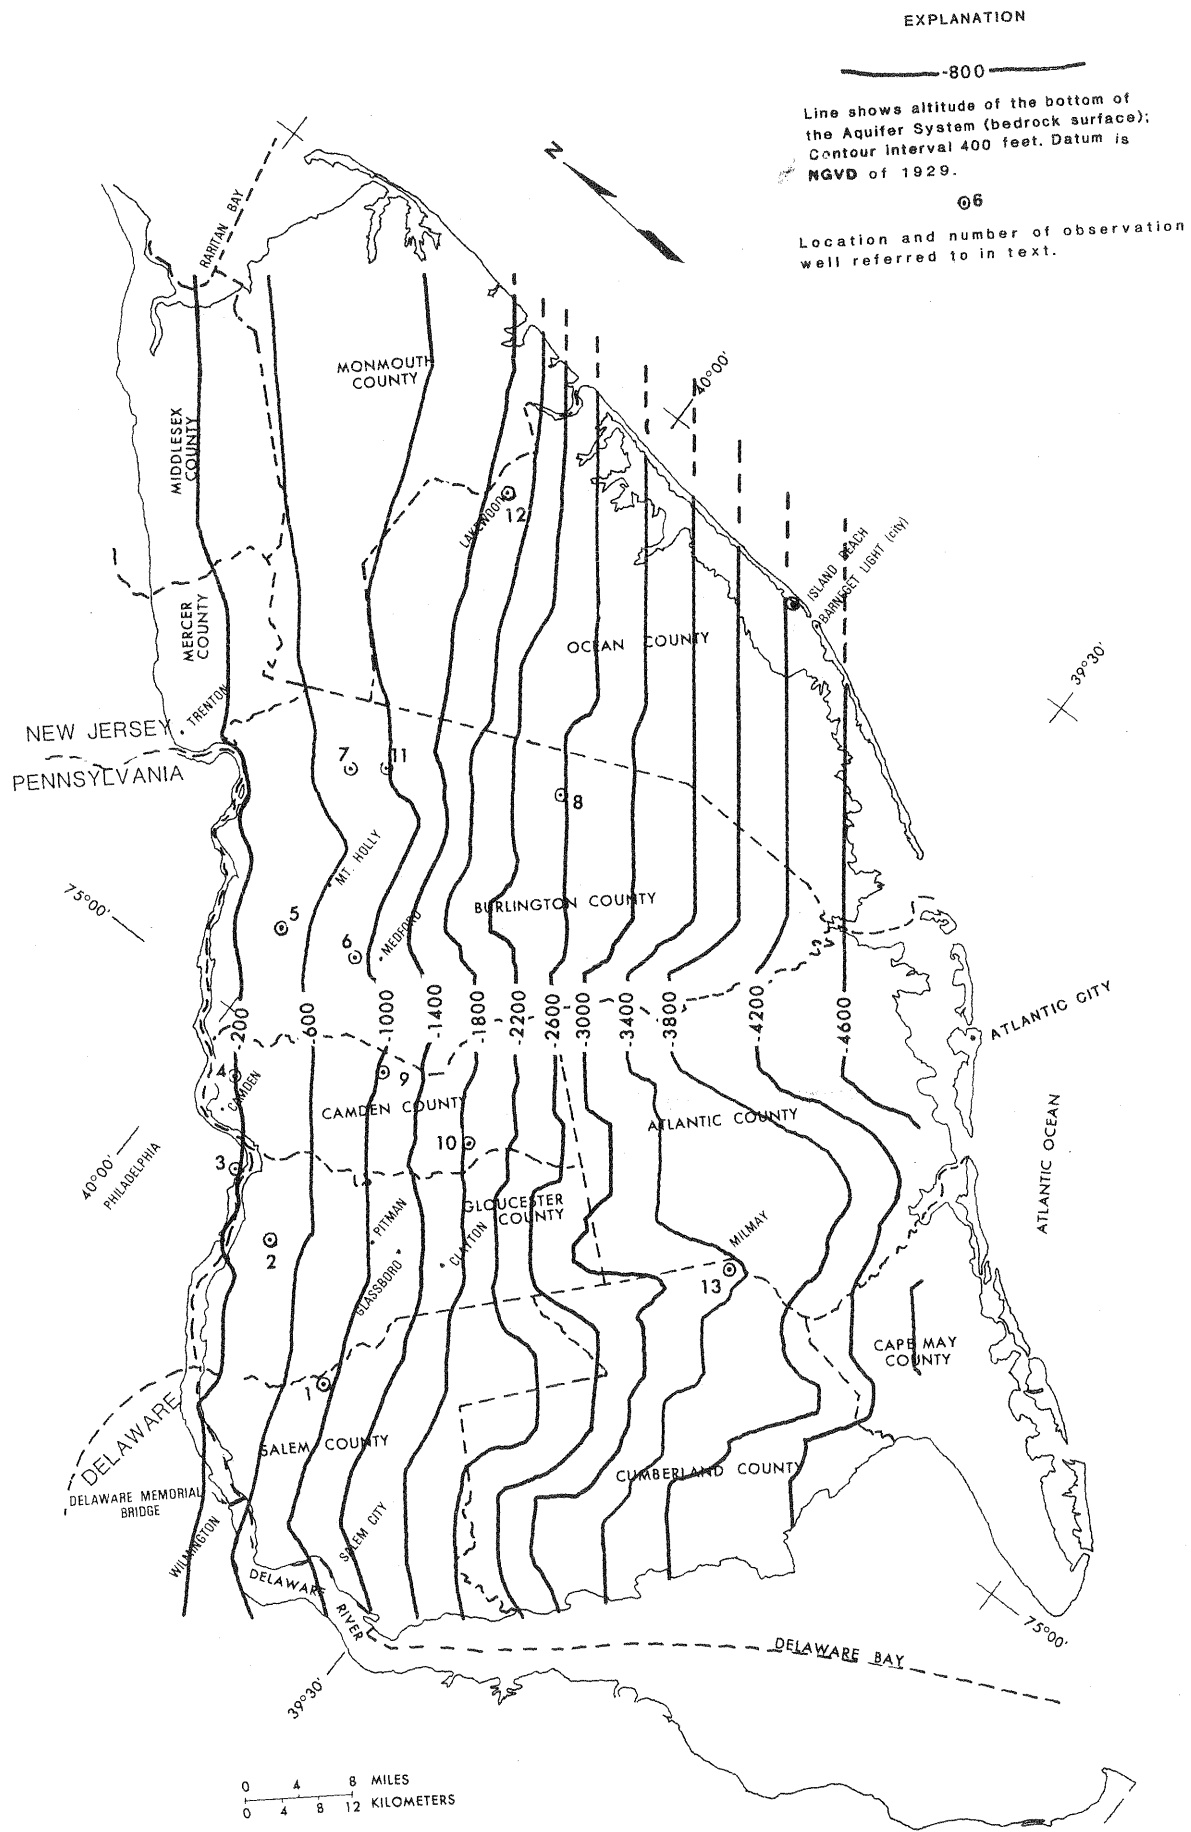 EXPLANATION
-800
Line shows altitude of the bottom of
the Aquifer System (bedrock surface);
Contour interval 400 feet. Datum is
NGVD of 1929.
6
Location and number of observation
well referred to in text.
N
RARITAN BAY
40°00'
MONMOUTH
COUNTY
MIDDLESEX
COUNTY
LAKEWOOD
12
ISLAND BEACH
BARNEGET LIGHT (city)
MERCER
COUNTY
OCEAN COUNTY
39°30'
TRENTON
NEW JERSEY
PENNSYLVANIA
7
11
8
MT. HOLLY
75°00'
5
BURLINGTON COUNTY
6
MEDFORD
-200
-600
-1000
-1400
-1800
-2200
-2600
-3000
-3400
-3800
-4200
-4600
ATLANTIC CITY
4
CAMDEN
9
CAMDEN COUNTY
ATLANTIC COUNTY
10
40°00'
PHILADELPHIA
3
ATLANTIC OCEAN
GLOUCESTER
COUNTY
PITMAN
CLAYTON
MILMAY
2
GLASSBORO
13
CAPE MAY
COUNTY
1
DELAWARE
SALEM COUNTY
CUMBERLAND COUNTY
DELAWARE MEMORIAL
BRIDGE
WILMINGTON
SALEM CITY
DELAWARE
RIVER
75°00'
DELAWARE BAY
39°30'
0 4 8 MILES
0 4 8 12 KILOMETERS